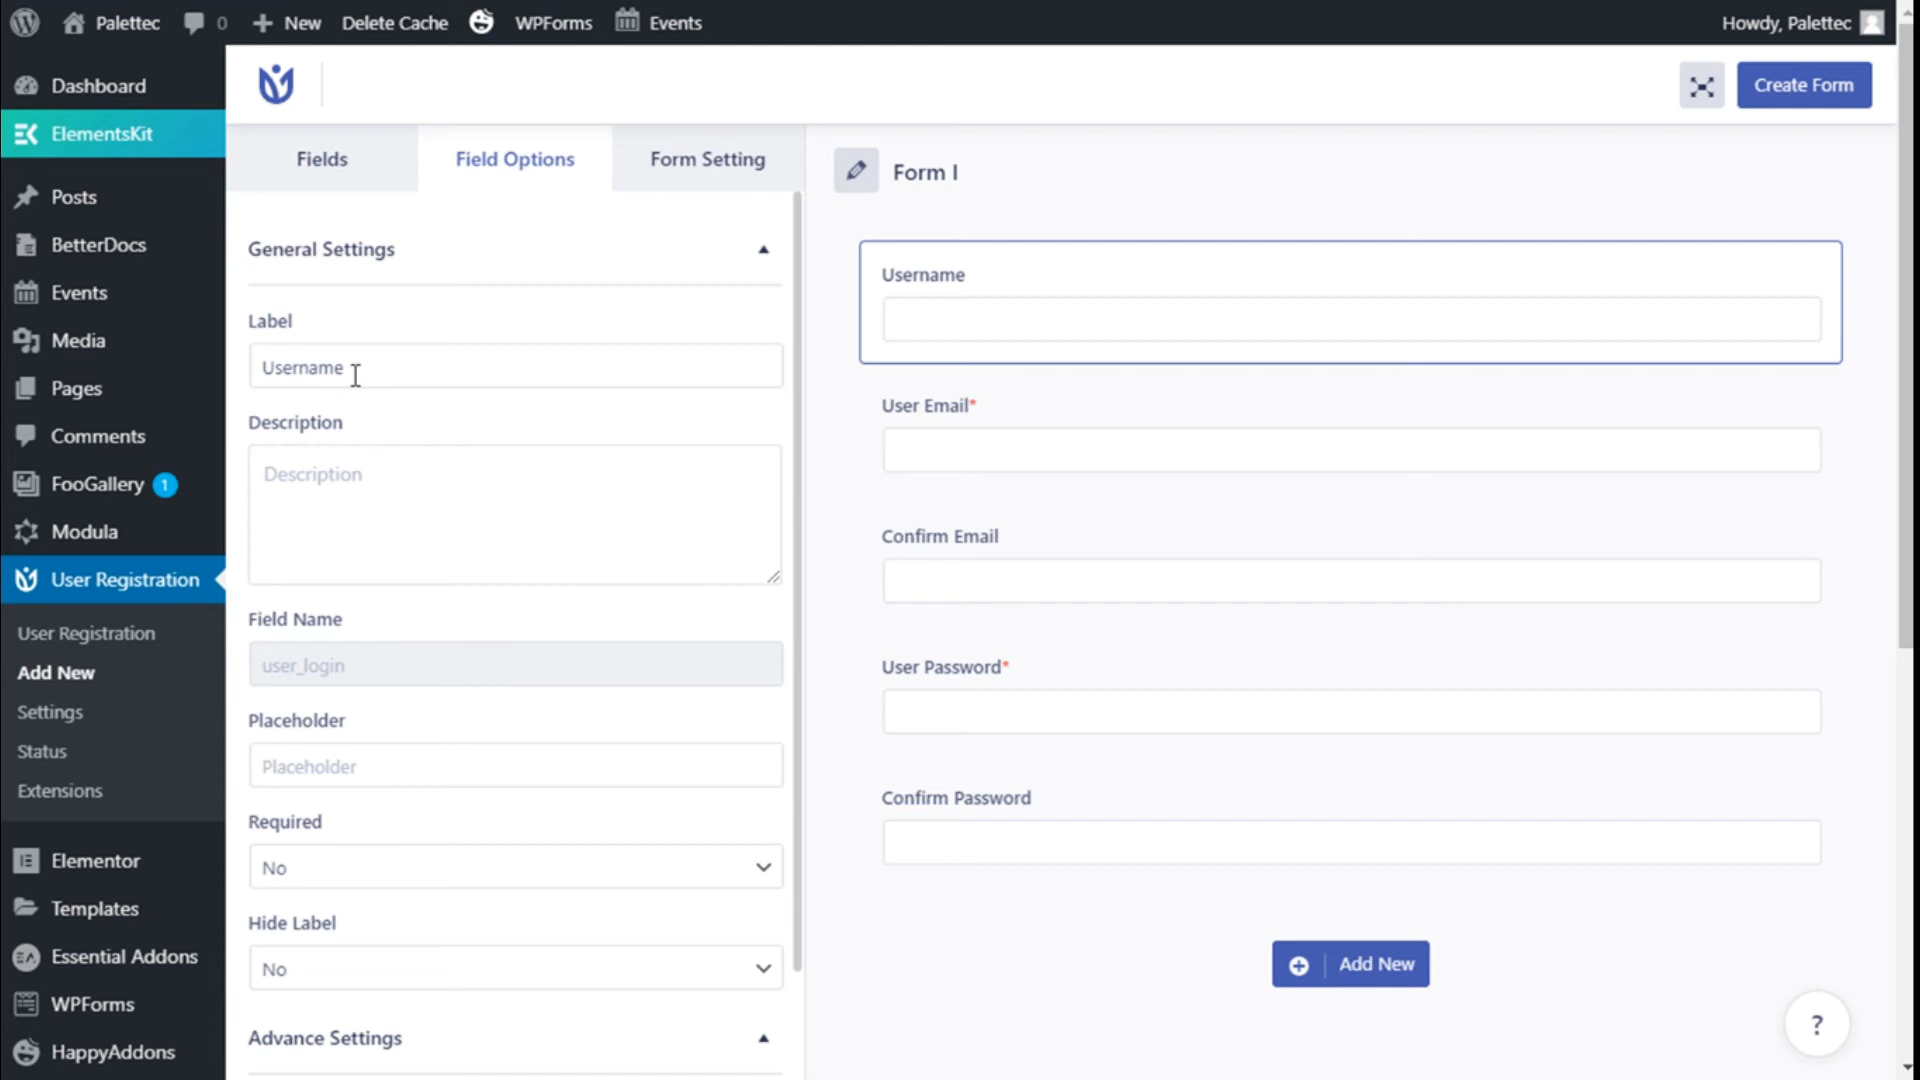 Palettec
0
New
Delete Cache
WPForms
Events
Howdy, Palettec
Dashboard
ElementsKit
Posts
BetterDocs
Events
Media
Pages
Comments
FooGallery 1
Modula
User Registration
User Registration
Add New
Settings
Status
Extensions
Elementor
Templates
Essential Addons
WPForms
HappyAddons
Create Form
Fields
Field Options
Form Setting
General Settings
Label
Username
Description
Description
Field Name
user_login
Placeholder
Placeholder
Required
No
Hide Label
No
Advance Settings
Form I
Username
User Email*
Confirm Email
User Password*
Confirm Password
Add New
?